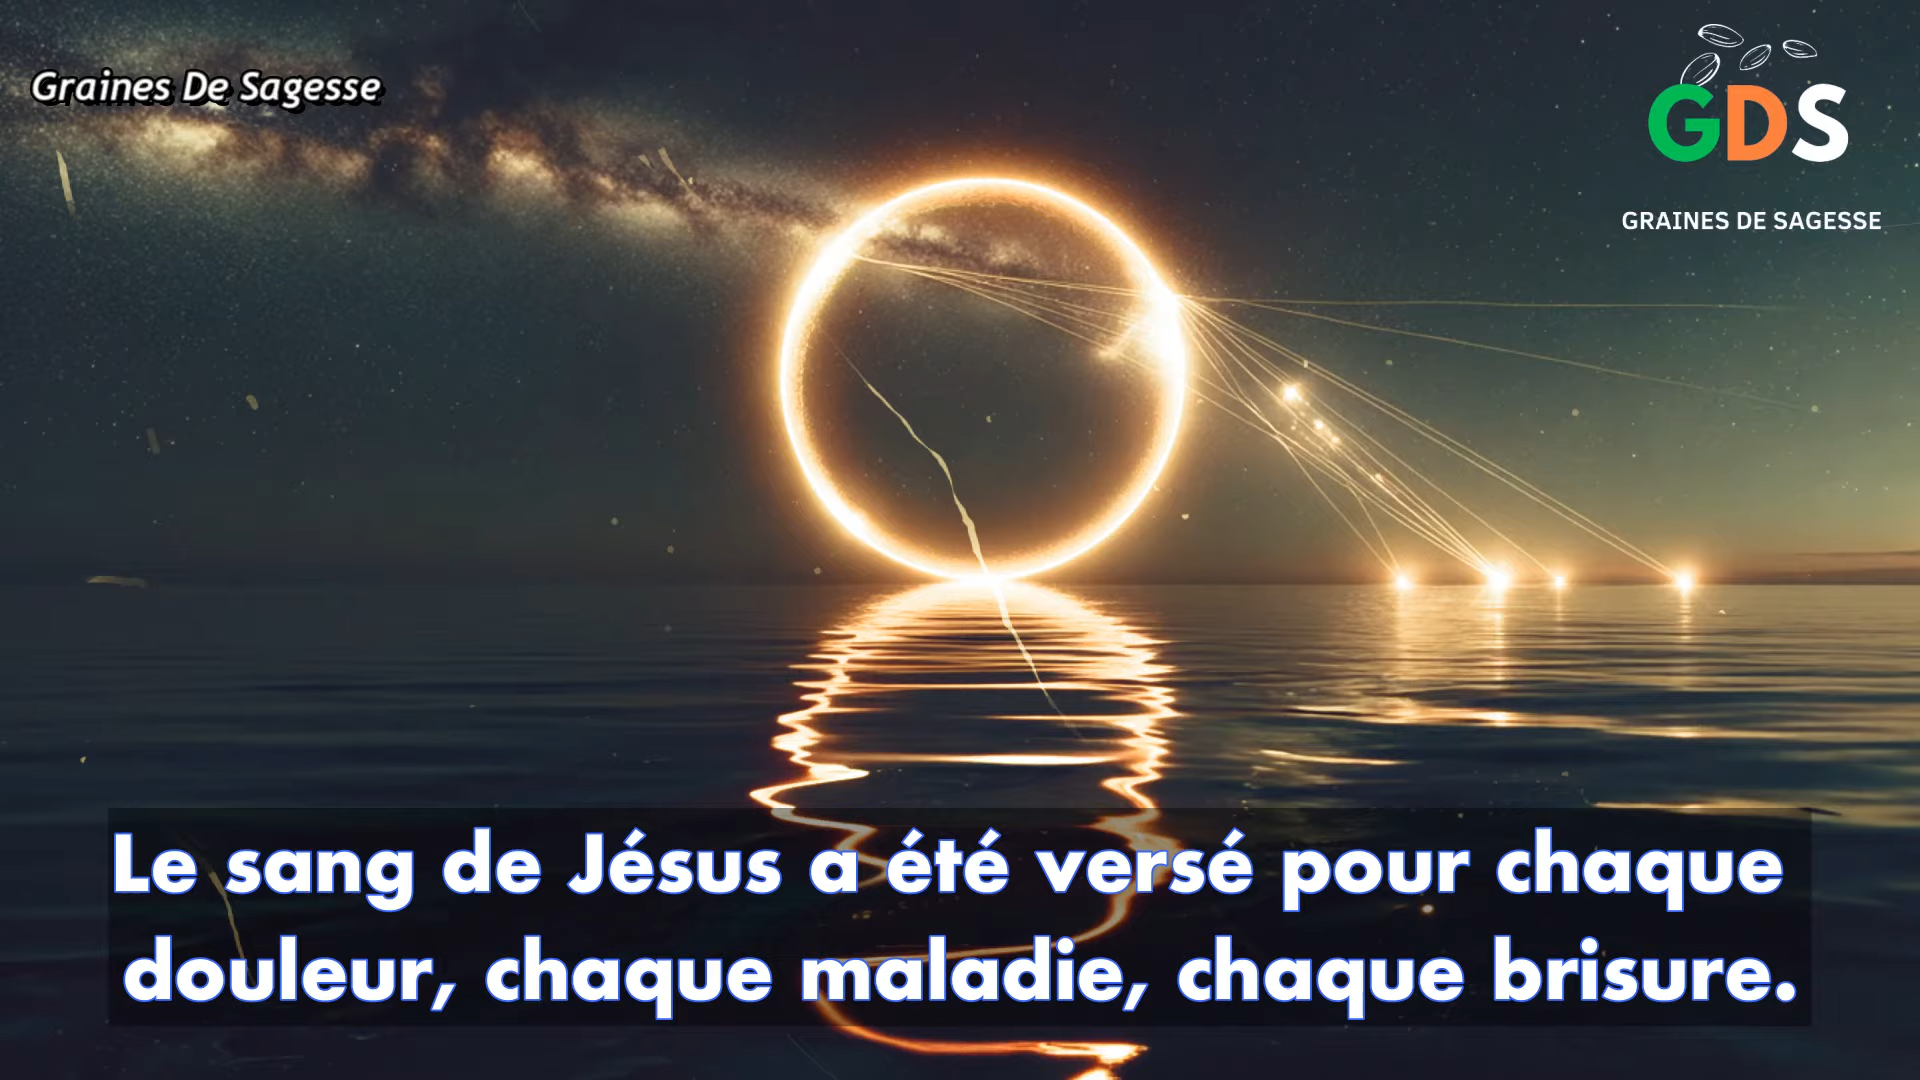 Graines De Sagesse
GDS
GRAINES DE SAGESSE
Le sang de Jésus a été versé pour chaque
douleur, chaque maladie, chaque brisure.